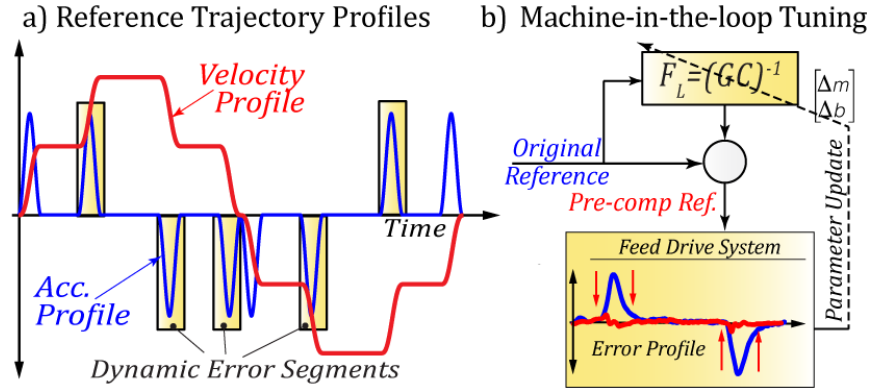 a) Reference Trajectory Profiles
Velocity
Profile
Time
Acc.
Profile
Dynamic Error Segments
b) Machine-in-the-loop Tuning
F_L=(GC)^-1
Δm
Δb
Original
Reference
Pre-comp Ref.
Parameter Update
Feed Drive System
Error Profile